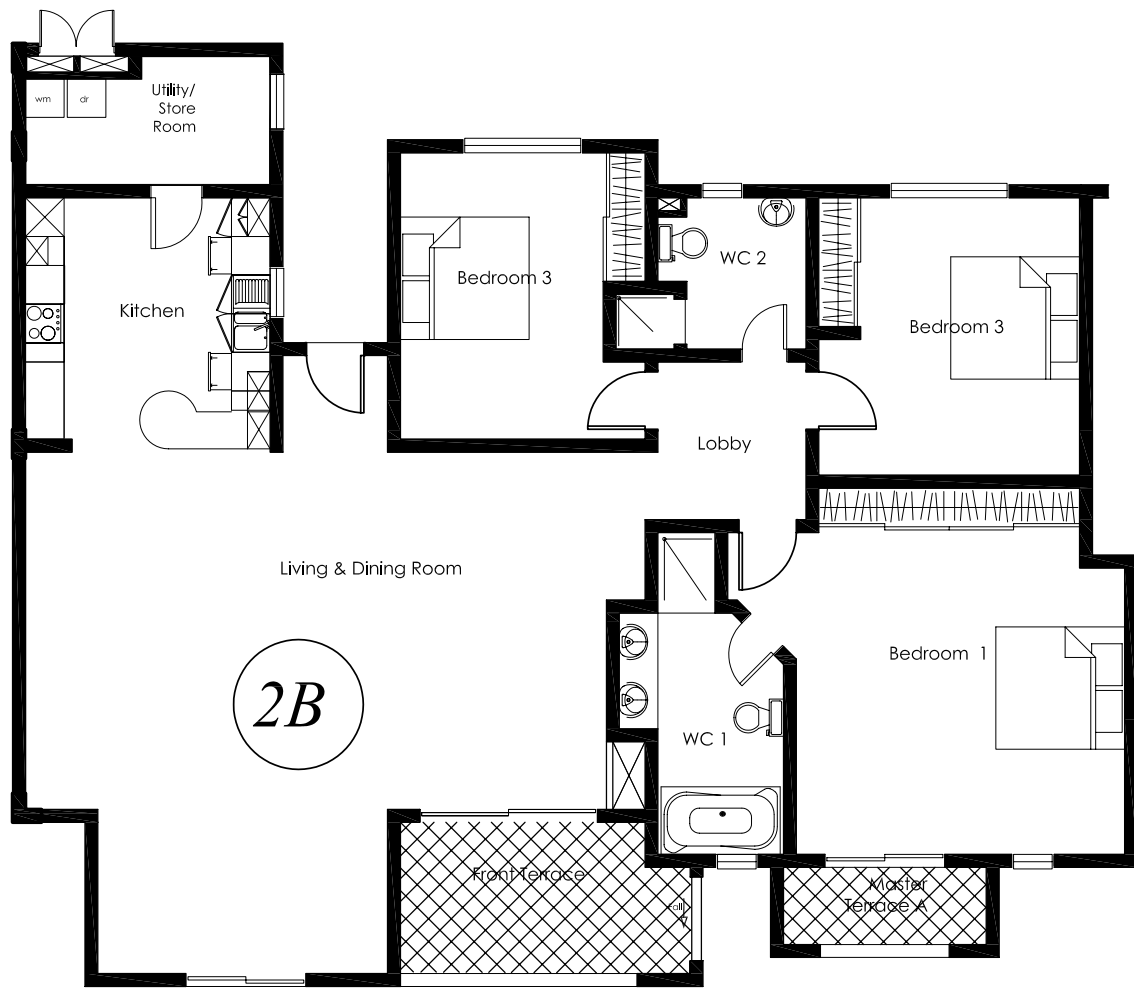 Utility/
Store
Room
wm
dr
Kitchen
Bedroom 3
WC 2
Bedroom 3
Lobby
Living & Dining Room
Bedroom 1
2B
WC 1
Front Terrace
Master
Terrace A
Fall